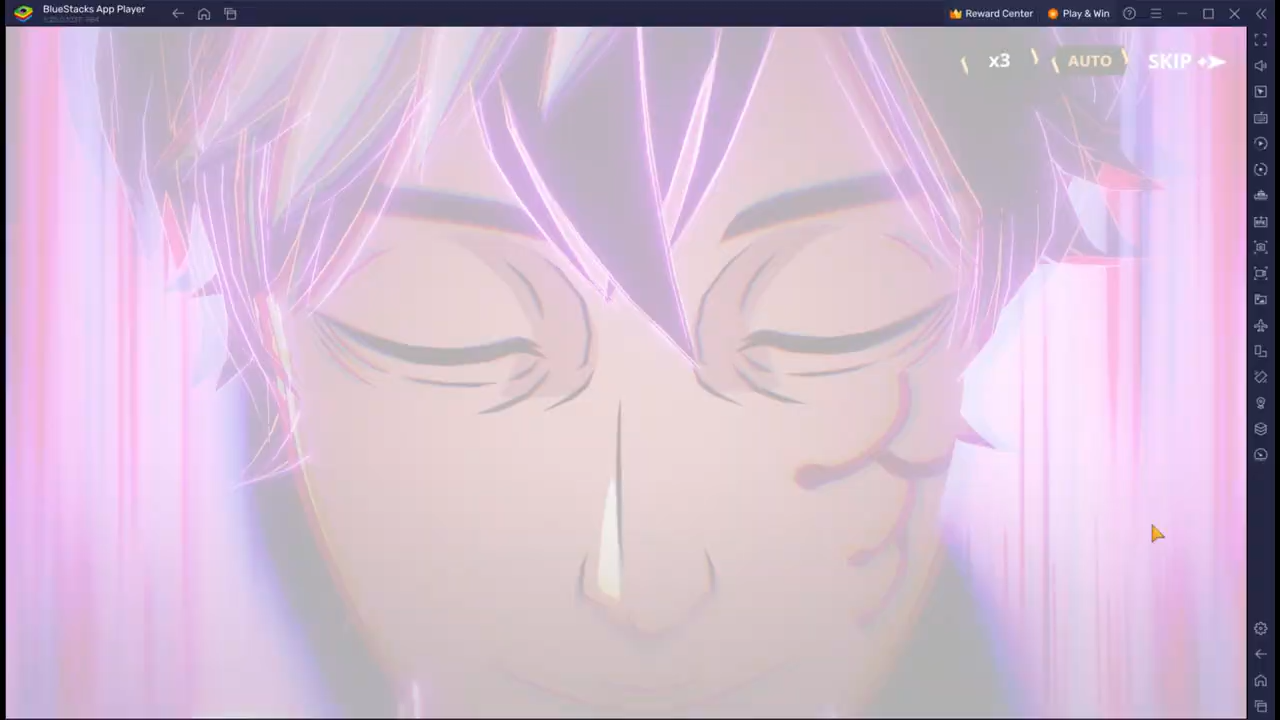 BlueStacks App Player
Reward Center
Play & Win
x3
AUTO
SKIP